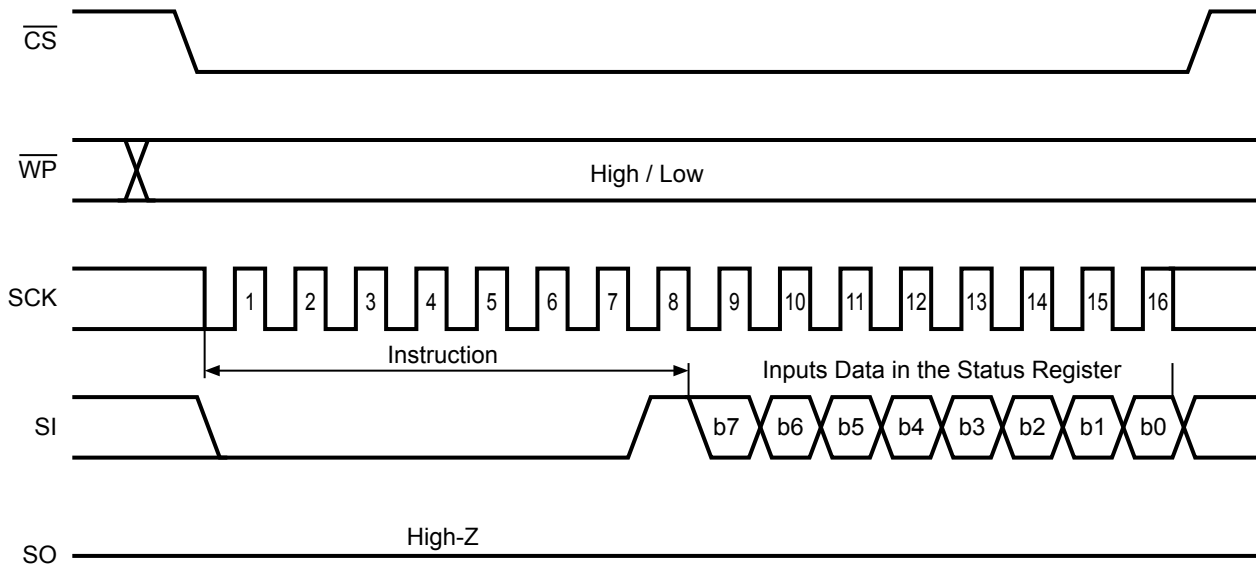 CS
WP
High / Low
SCK
1 2 3 4 5 6 7 8 9 10 11 12 13 14 15 16
Instruction
Inputs Data in the Status Register
SI
b7 b6 b5 b4 b3 b2 b1 b0
High-Z
SO